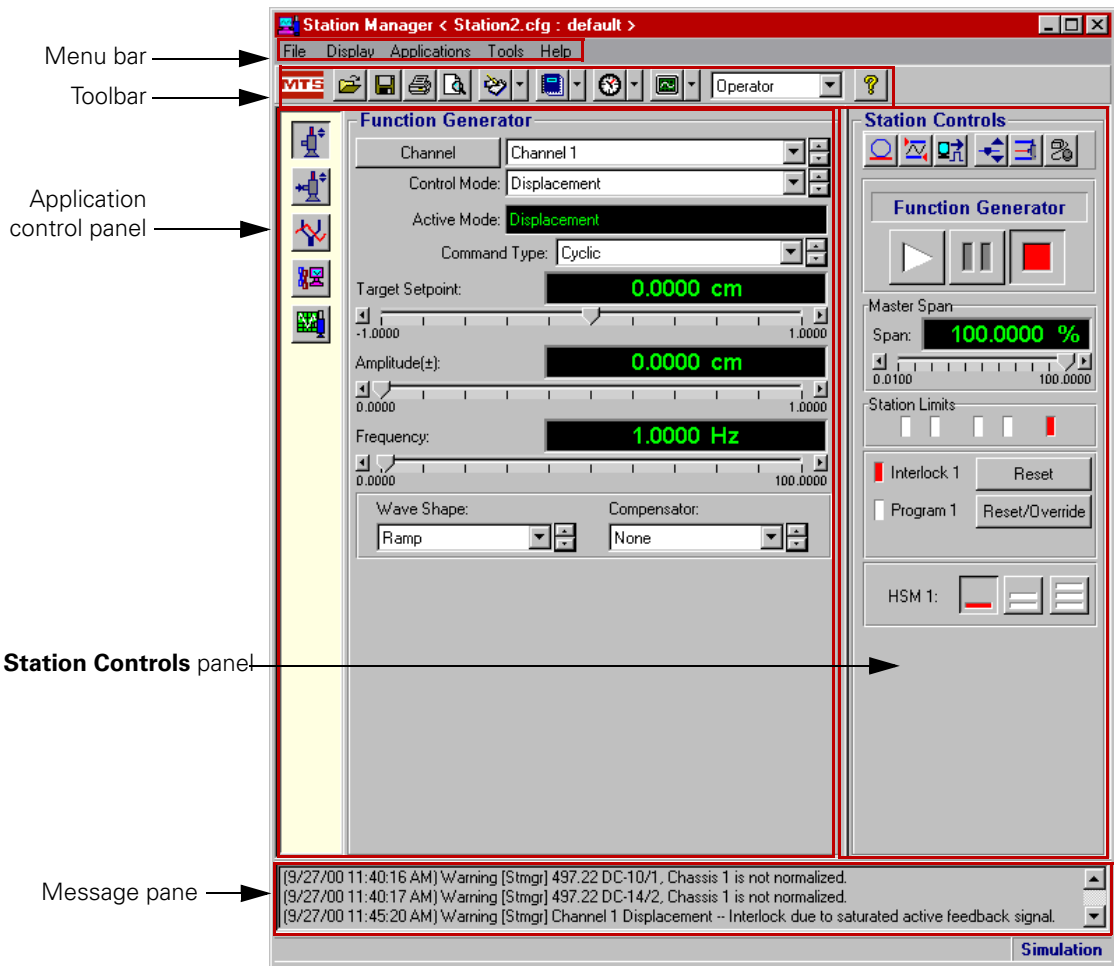 Station Manager < Station2.cfg : default >
Menu bar
File Display Applications Tools Help
Toolbar
MTS
Operator
?
Application
control panel
Function Generator
Channel
Channel 1
Control Mode:
Displacement
Active Mode:
Displacement
Command Type:
Cyclic
Target Setpoint:
0.0000 cm
-1.0000
1.0000
Amplitude(±):
0.0000 cm
0.0000
1.0000
Frequency:
1.0000 Hz
0.0000
100.0000
Wave Shape:
Compensator:
Ramp
None
Station Controls
Function Generator
Master Span
Span:
100.0000 %
0.0100
100.0000
Station Limits
Interlock 1
Reset
Program 1
Reset/Override
HSM 1:
Station Controls panel
Message pane
(9/27/00 11:40:16 AM) Warning [Stmgr] 497.22 DC-10/1, Chassis 1 is not normalized.
(9/27/00 11:40:17 AM) Warning [Stmgr] 497.22 DC-14/2, Chassis 1 is not normalized.
(9/27/00 11:45:20 AM) Warning [Stmgr] Channel 1 Displacement -- Interlock due to saturated active feedback signal.
Simulation